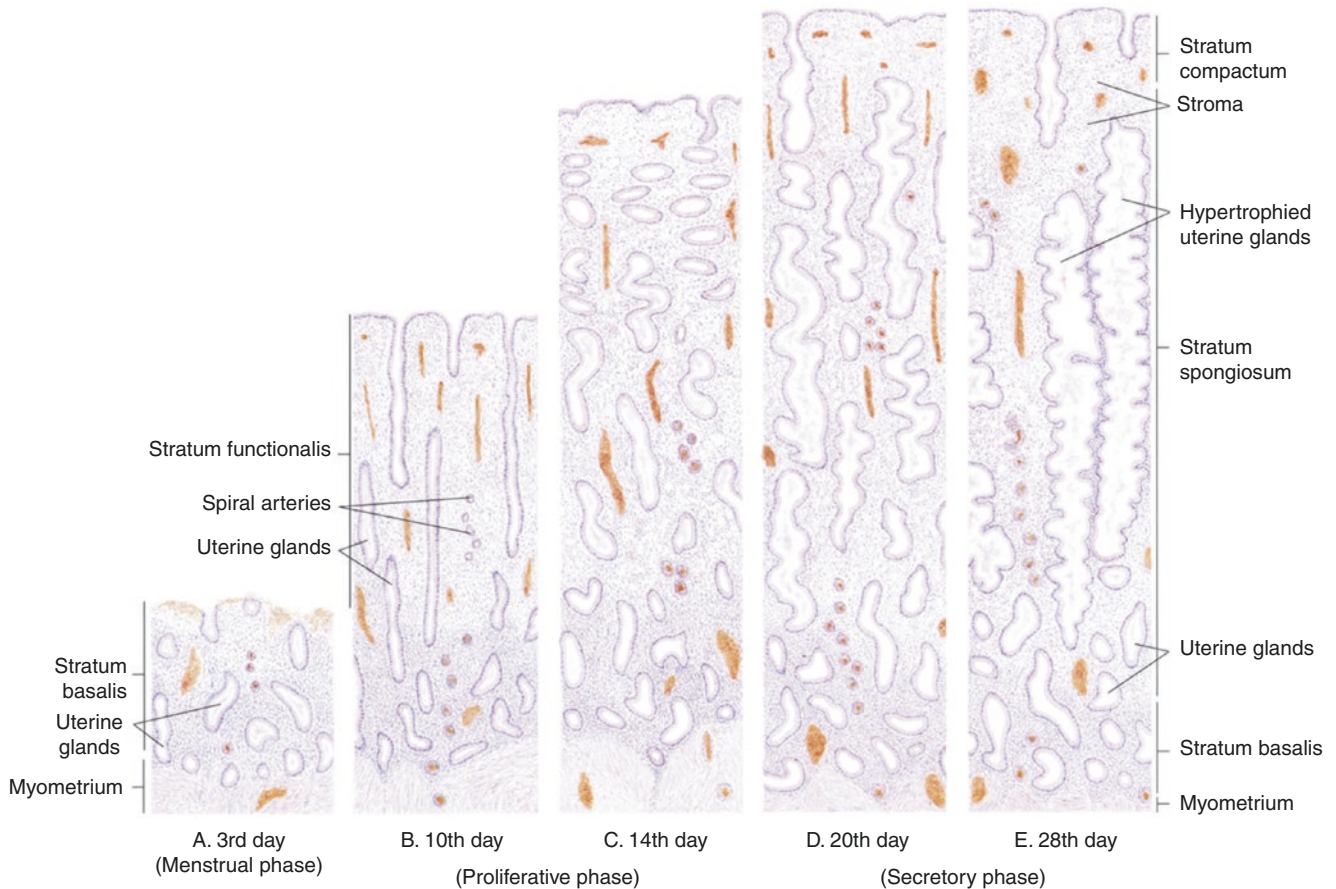 Stratum
compactum
Stroma
Hypertrophied
uterine glands
Stratum
spongiosum
Stratum functionalis
Spiral arteries
Uterine glands
Stratum
basalis
Uterine
glands
Myometrium
Uterine glands
Stratum basalis
Myometrium
A. 3rd day
(Menstrual phase)
B. 10th day
C. 14th day
(Proliferative phase)
D. 20th day
E. 28th day
(Secretory phase)